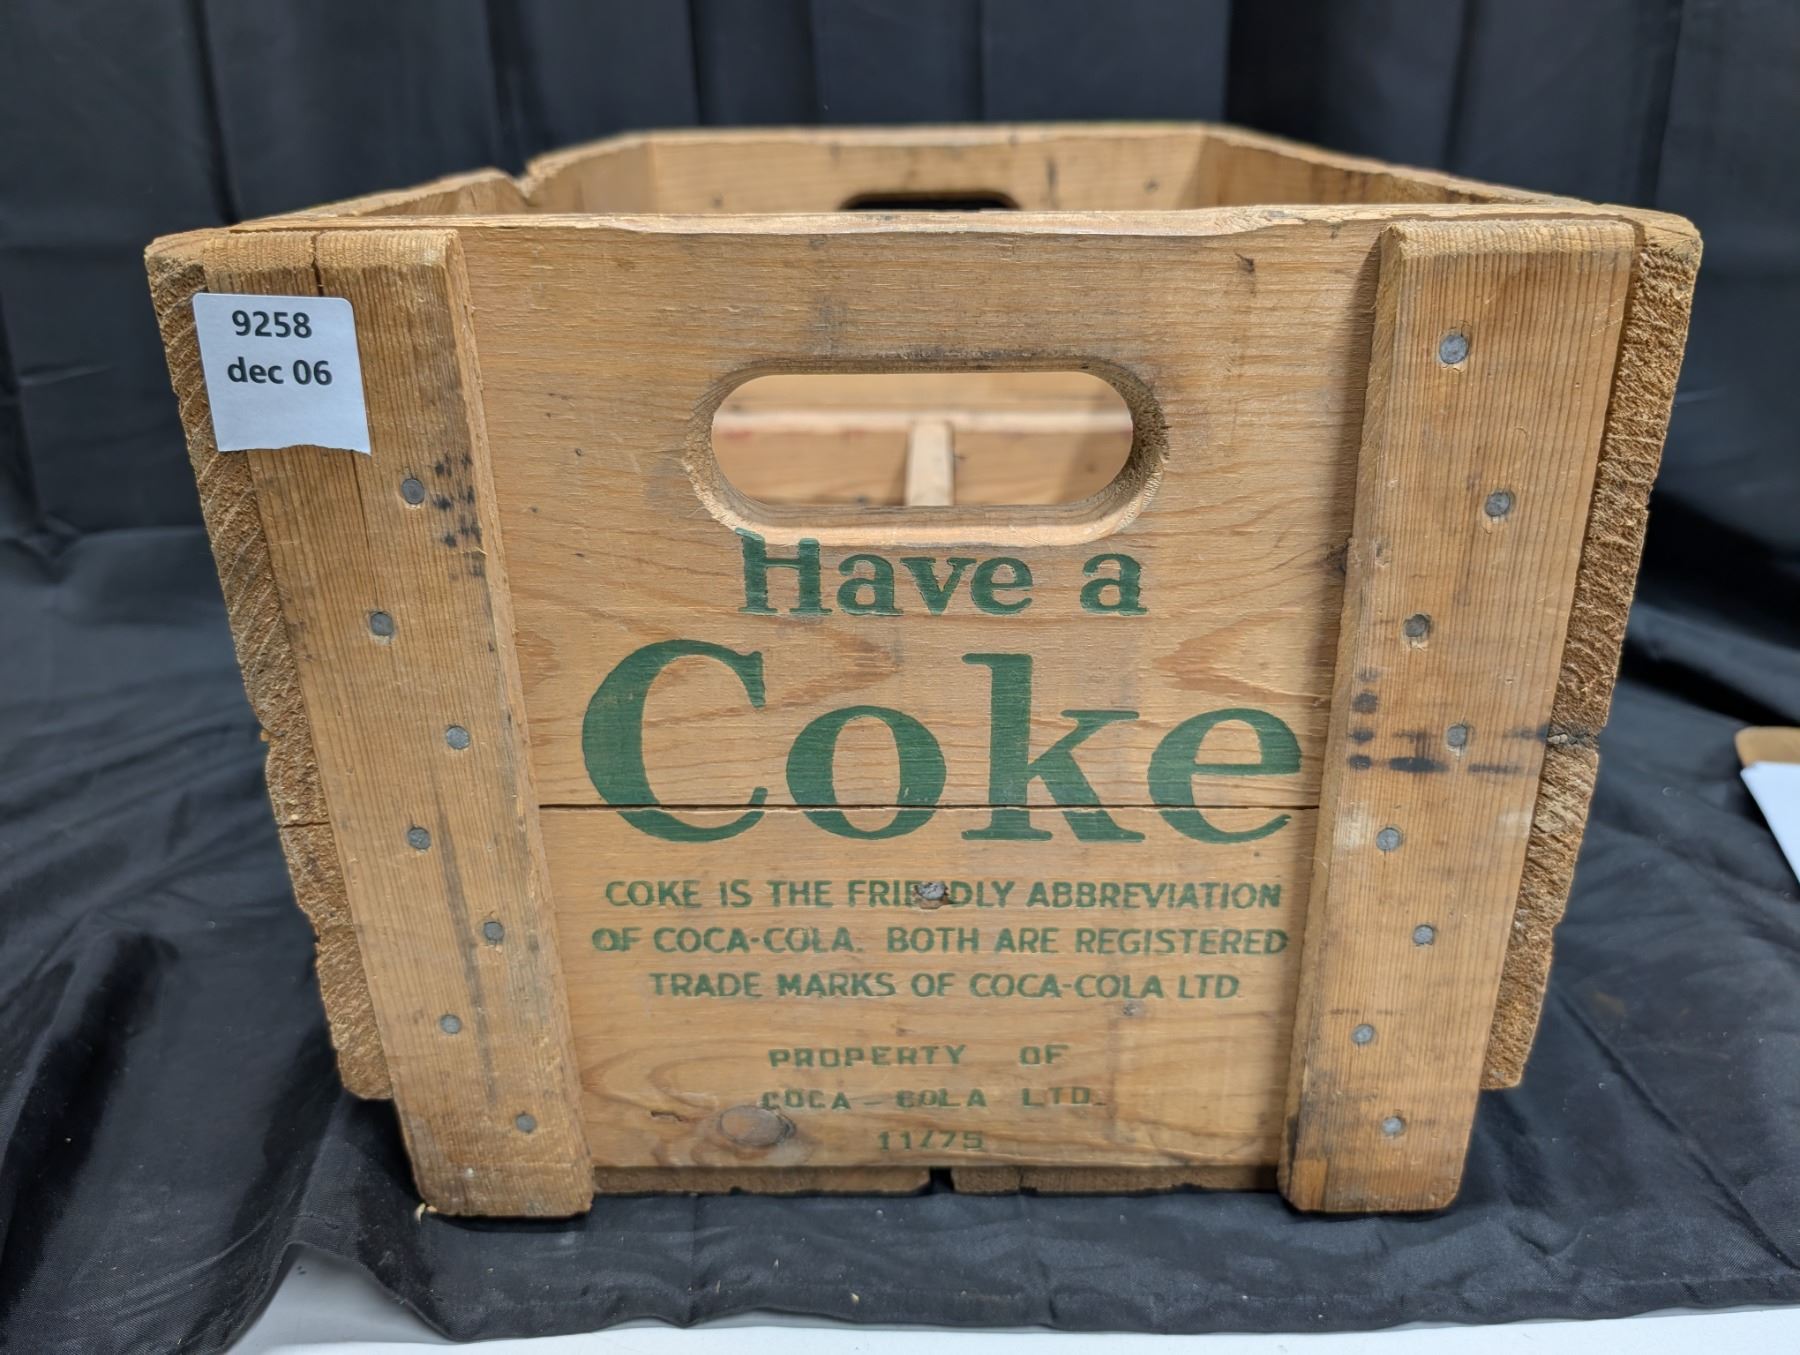 9258
dec 06
Have a
Coke
COKE IS THE FRIENDLY ABBREVIATION
OF COCA-COLA. BOTH ARE REGISTERED
TRADE MARKS OF COCA-COLA LTD.
PROPERTY OF
COCA-COLA LTD.
11/75